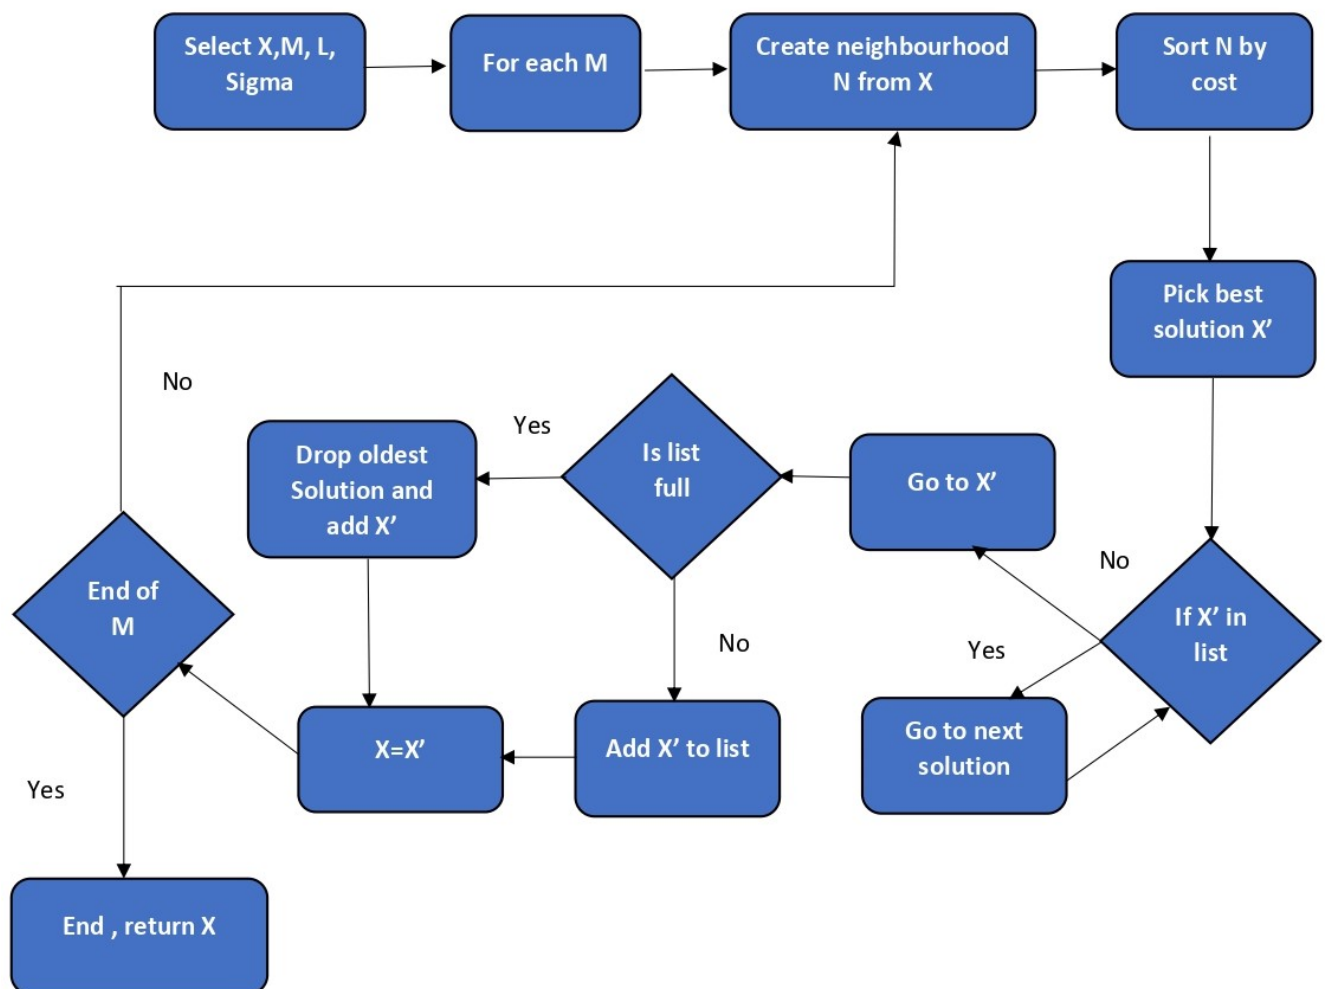 Select X,M, L,
Sigma
For each M
Create neighbourhood
N from X
Sort N by
cost
Pick best
solution X’
No
Yes
Is list
full
Drop oldest
Solution and
add X’
Go to X’
No
If X’ in
list
End of
M
No
Yes
Go to next
solution
Add X’ to list
X=X’
Yes
End , return X